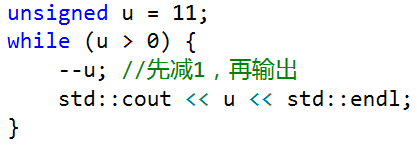 unsigned u = 11;
while (u > 0) {
    --u; //先减1，再输出
    std::cout << u << std::endl;
}